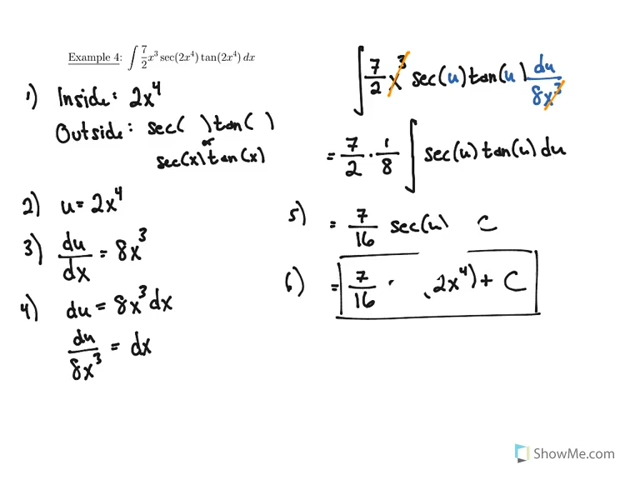 Example 4: ∫ 7/2 x³ sec(2x⁴) tan(2x⁴) dx
1) Inside: 2x⁴
Outside: sec( ) tan( )
or
sec(x) tan(x)
2) u = 2x⁴
3) du/dx = 8x³
4) du = 8x³ dx
du/8x³ = dx
∫ 7/2 x³ sec(u) tan(u) du/8x³
= 7/2 · 1/8 ∫ sec(u) tan(u) du
5) = 7/16 sec(u) C
6) = 7/16 · (2x⁴) + C
ShowMe.com